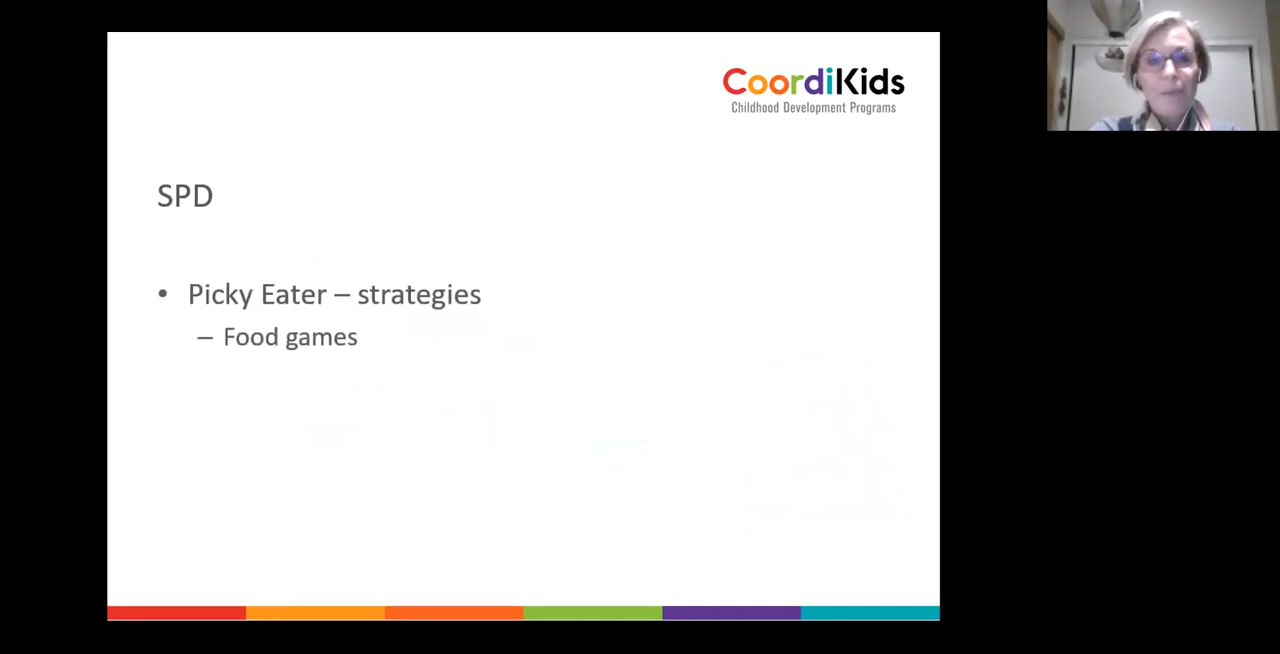 CoordiKids
Childhood Development Programs
SPD
• Picky Eater – strategies
– Food games